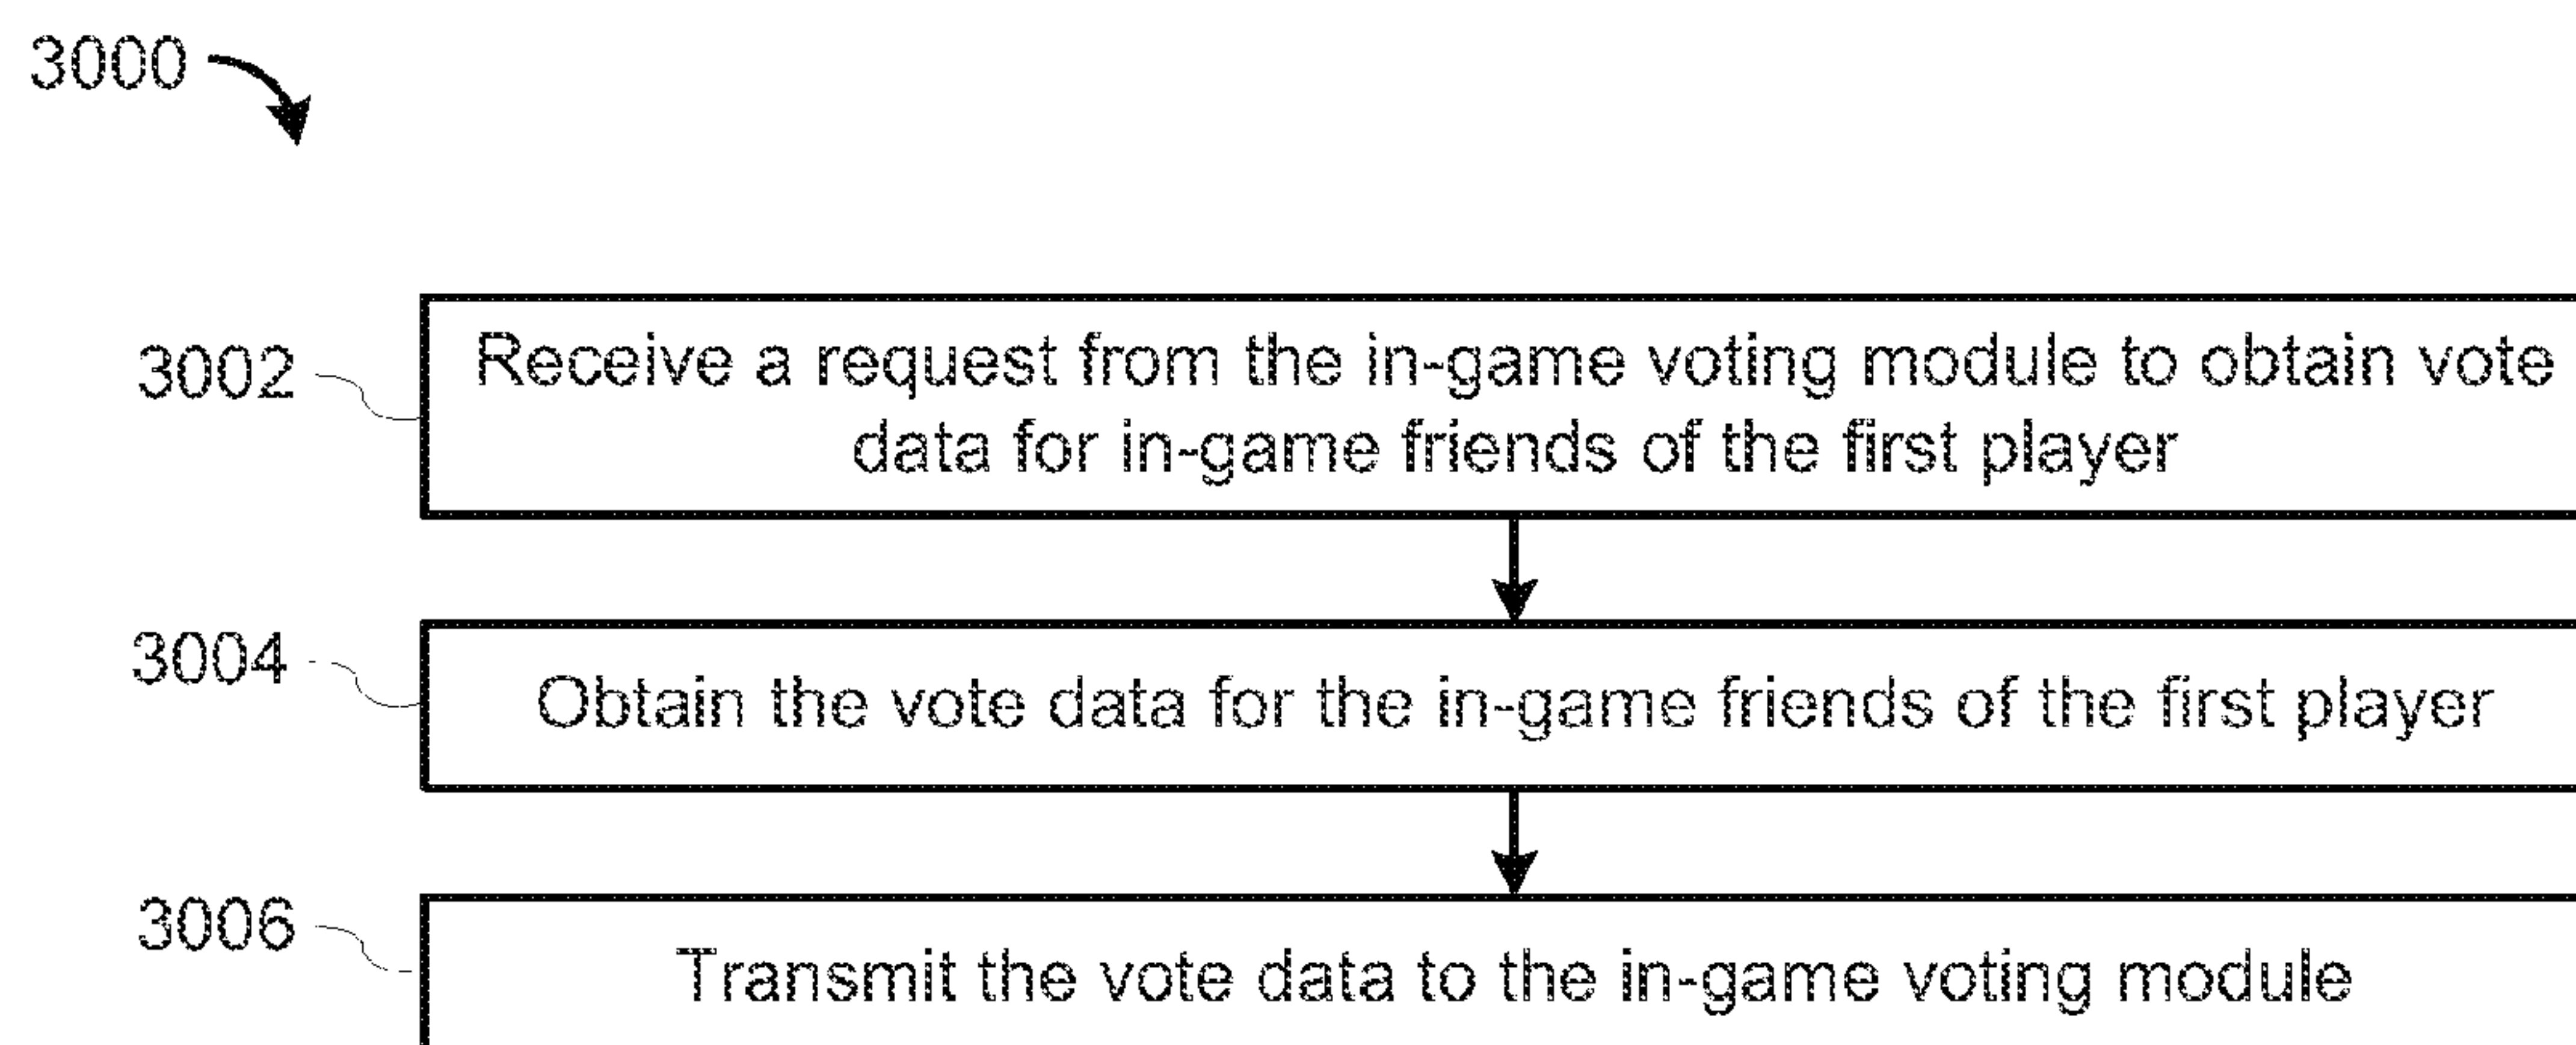 3000
3002
Receive a request from the in-game voting module to obtain vote
data for in-game friends of the first player
3004
Obtain the vote data for the in-game friends of the first player
3006
Transmit the vote data to the in-game voting module